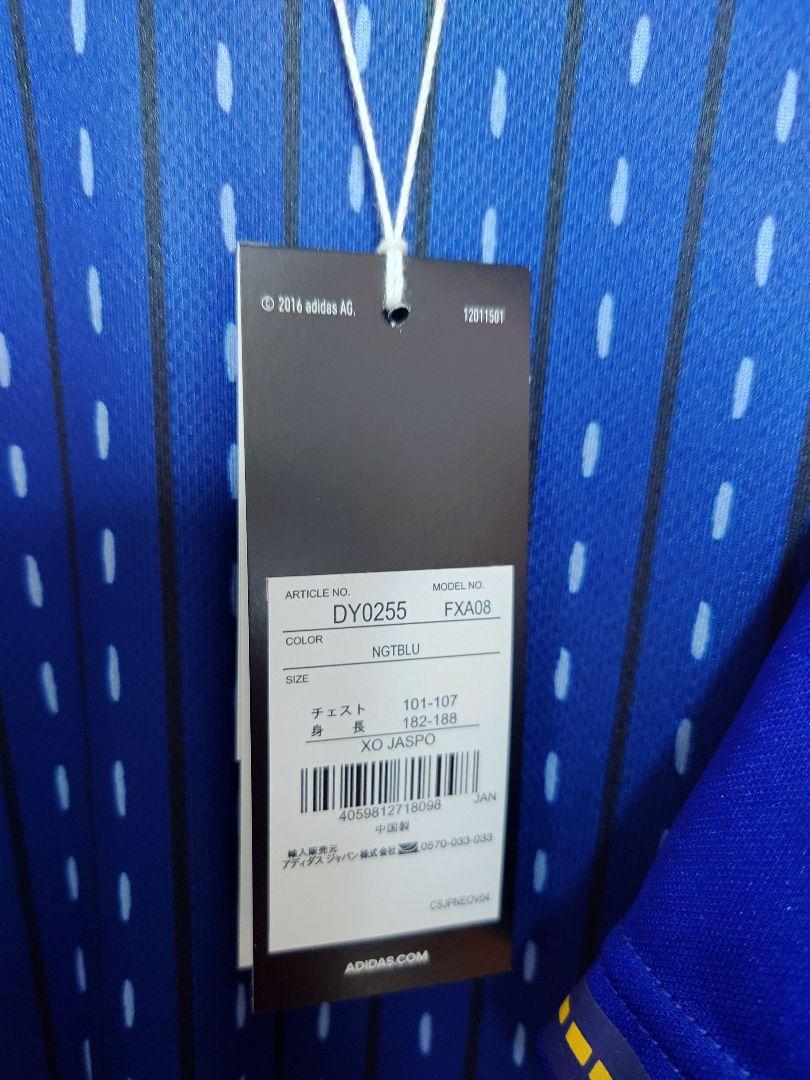 © 2016 adidas AG.
12011501
ARTICLE NO.
MODEL NO.
DY0255
FXA08
COLOR
NGTBLU
SIZE
チェスト 101-107
身 長 182-188
XO JASPO
4059812718098
JAN
中国製
輸入販売元
アディダス ジャパン株式会社 0570-033-033
CSJPNEOV04
ADIDAS.COM